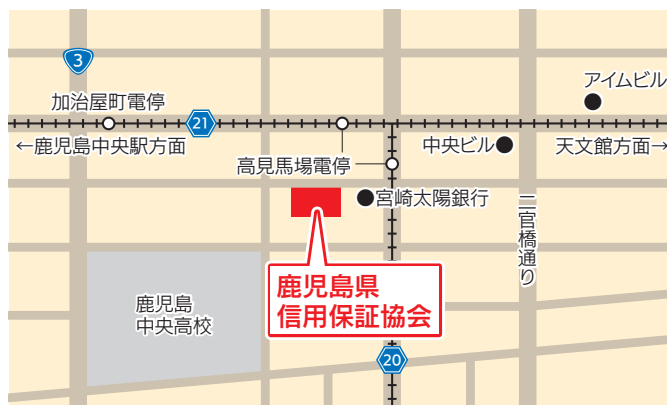 3
アイムビル
加治屋町電停
21
←鹿児島中央駅方面
高見馬場電停
中央ビル
天文館方面→
宮崎太陽銀行
二官橋通り
鹿児島県
信用保証協会
鹿児島
中央高校
20